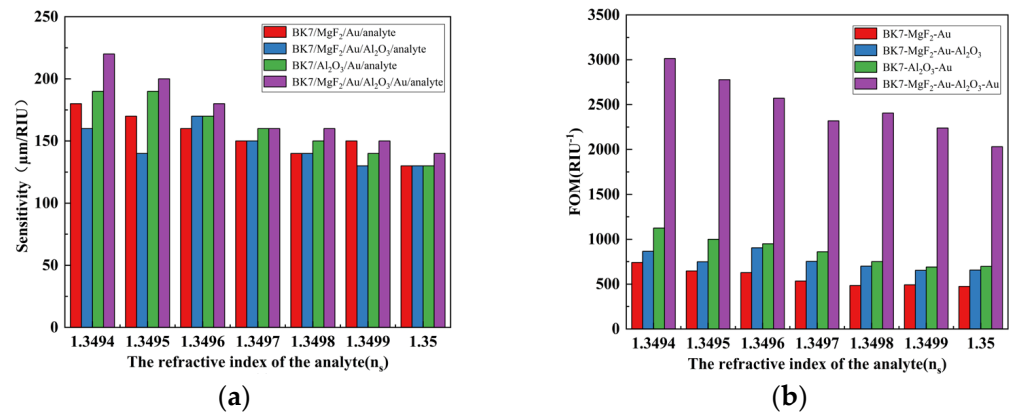 250
200
150
100
50
0
Sensitivity（μm/RIU）
BK7/MgF₂/Au/analyte
BK7/MgF₂/Au/Al₂O₃/analyte
BK7/Al₂O₃/Au/analyte
BK7/MgF₂/Au/Al₂O₃/Au/analyte
1.3494 1.3495 1.3496 1.3497 1.3498 1.3499 1.35
The refractive index of the analyte(nₛ)
(a)
3500
3000
2500
2000
1500
1000
500
0
FOM(RIU⁻¹)
BK7-MgF₂-Au
BK7-MgF₂-Au-Al₂O₃
BK7-Al₂O₃-Au
BK7-MgF₂-Au-Al₂O₃-Au
1.3494 1.3495 1.3496 1.3497 1.3498 1.3499 1.35
The refractive index of the analyte(nₛ)
(b)